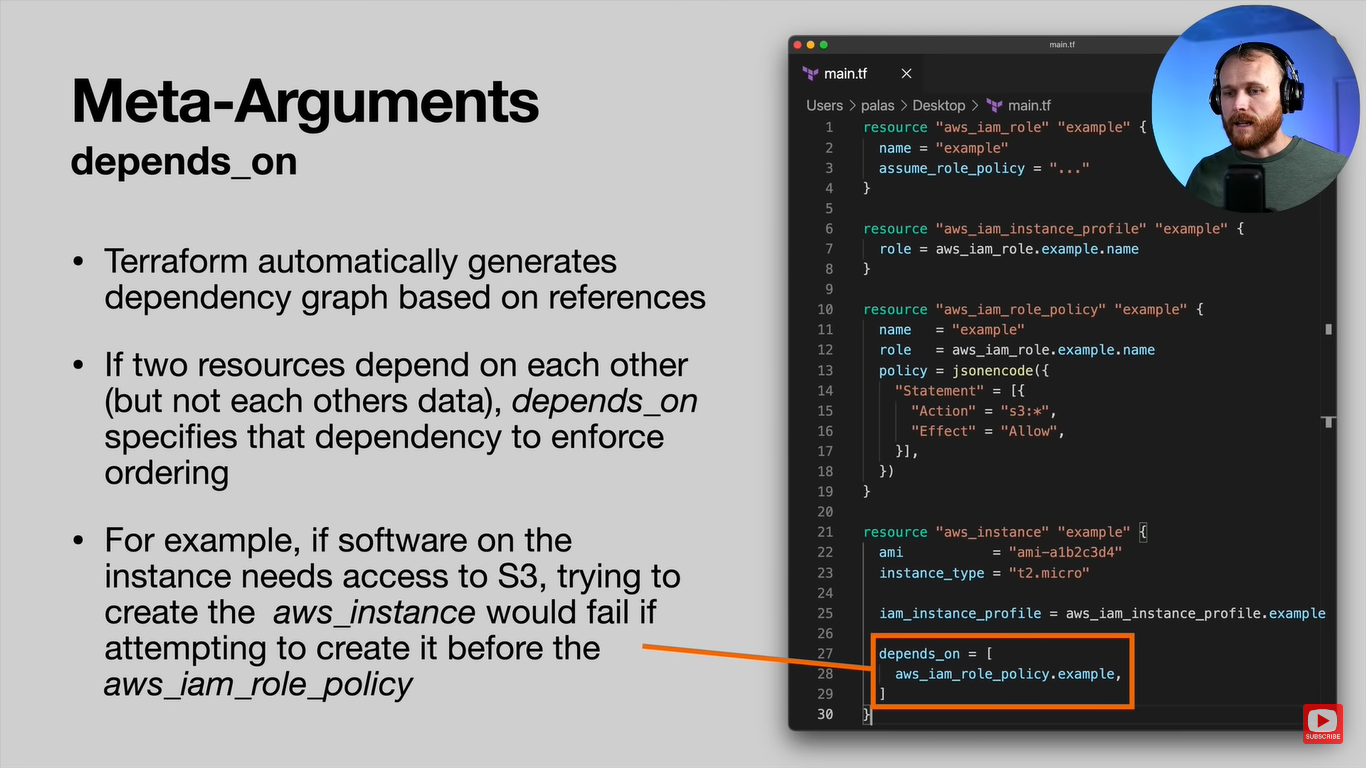 Meta-Arguments
depends_on
• Terraform automatically generates
dependency graph based on references
• If two resources depend on each other
(but not each others data), depends_on
specifies that dependency to enforce
ordering
• For example, if software on the
instance needs access to S3, trying to
create the aws_instance would fail if
attempting to create it before the
aws_iam_role_policy
main.tf
main.tf ×
Users > palas > Desktop > main.tf
1 resource "aws_iam_role" "example" {
2 name = "example"
3 assume_role_policy = "..."
4 }
5
6 resource "aws_iam_instance_profile" "example" {
7 role = aws_iam_role.example.name
8 }
9
10 resource "aws_iam_role_policy" "example" {
11 name = "example"
12 role = aws_iam_role.example.name
13 policy = jsonencode({
14 "Statement" = [{
15 "Action" = "s3:*",
16 "Effect" = "Allow",
17 }],
18 })
19 }
20
21 resource "aws_instance" "example" {
22 ami = "ami-a1b2c3d4"
23 instance_type = "t2.micro"
24
25 iam_instance_profile = aws_iam_instance_profile.example
26
27 depends_on = [
28 aws_iam_role_policy.example,
29 ]
30 }
SUBSCRIBE